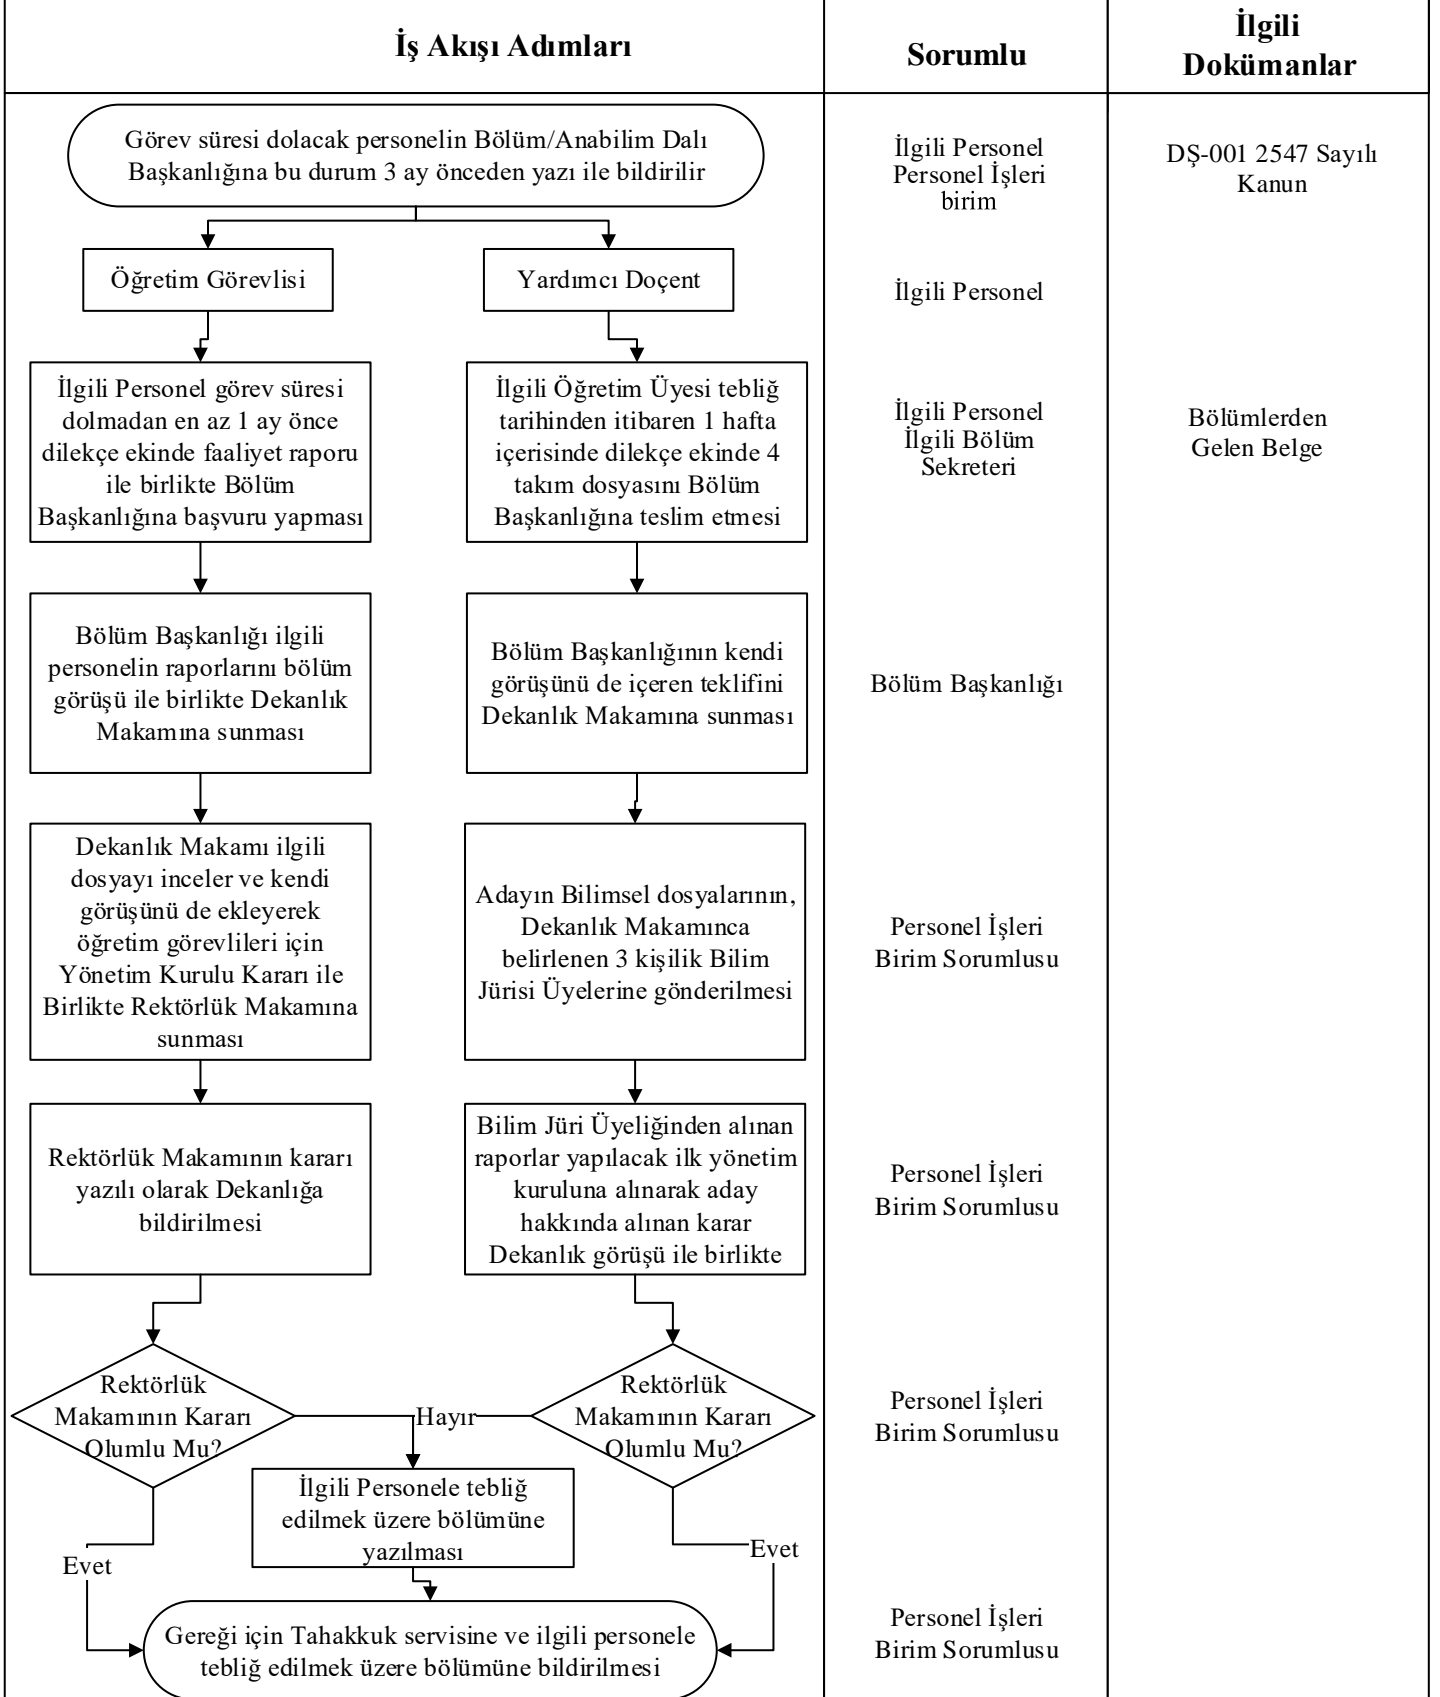 İş Akışı Adımları
Sorumlu
İlgili
Dokümanlar
Görev süresi dolacak personelin Bölüm/Anabilim Dalı
Başkanlığına bu durum 3 ay önceden yazı ile bildirilir
İlgili Personel
Personel İşleri
birim
DŞ-001 2547 Sayılı
Kanun
Öğretim Görevlisi
Yardımcı Doçent
İlgili Personel
İlgili Personel görev süresi
dolmadan en az 1 ay önce
dilekçe ekinde faaliyet raporu
ile birlikte Bölüm
Başkanlığına başvuru yapması
İlgili Öğretim Üyesi tebliğ
tarihinden itibaren 1 hafta
içerisinde dilekçe ekinde 4
takım dosyasını Bölüm
Başkanlığına teslim etmesi
İlgili Personel
İlgili Bölüm
Sekreteri
Bölümlerden
Gelen Belge
Bölüm Başkanlığı ilgili
personelin raporlarını bölüm
görüşü ile birlikte Dekanlık
Makamına sunması
Bölüm Başkanlığının kendi
görüşünü de içeren teklifini
Dekanlık Makamına sunması
Bölüm Başkanlığı
Dekanlık Makamı ilgili
dosyayı inceler ve kendi
görüşünü de ekleyerek
öğretim görevlileri için
Yönetim Kurulu Kararı ile
Birlikte Rektörlük Makamına
sunması
Adayın Bilimsel dosyalarının,
Dekanlık Makamınca
belirlenen 3 kişilik Bilim
Jürisi Üyelerine gönderilmesi
Personel İşleri
Birim Sorumlusu
Rektörlük Makamının kararı
yazılı olarak Dekanlığa
bildirilmesi
Bilim Jüri Üyeliğinden alınan
raporlar yapılacak ilk yönetim
kuruluna alınarak aday
hakkında alınan karar
Dekanlık görüşü ile birlikte
Personel İşleri
Birim Sorumlusu
Rektörlük
Makamının Kararı
Olumlu Mu?
Hayır
Rektörlük
Makamının Kararı
Olumlu Mu?
Personel İşleri
Birim Sorumlusu
İlgili Personele tebliğ
edilmek üzere bölümüne
yazılması
Evet
Evet
Gereği için Tahakkuk servisine ve ilgili personele
tebliğ edilmek üzere bölümüne bildirilmesi
Personel İşleri
Birim Sorumlusu